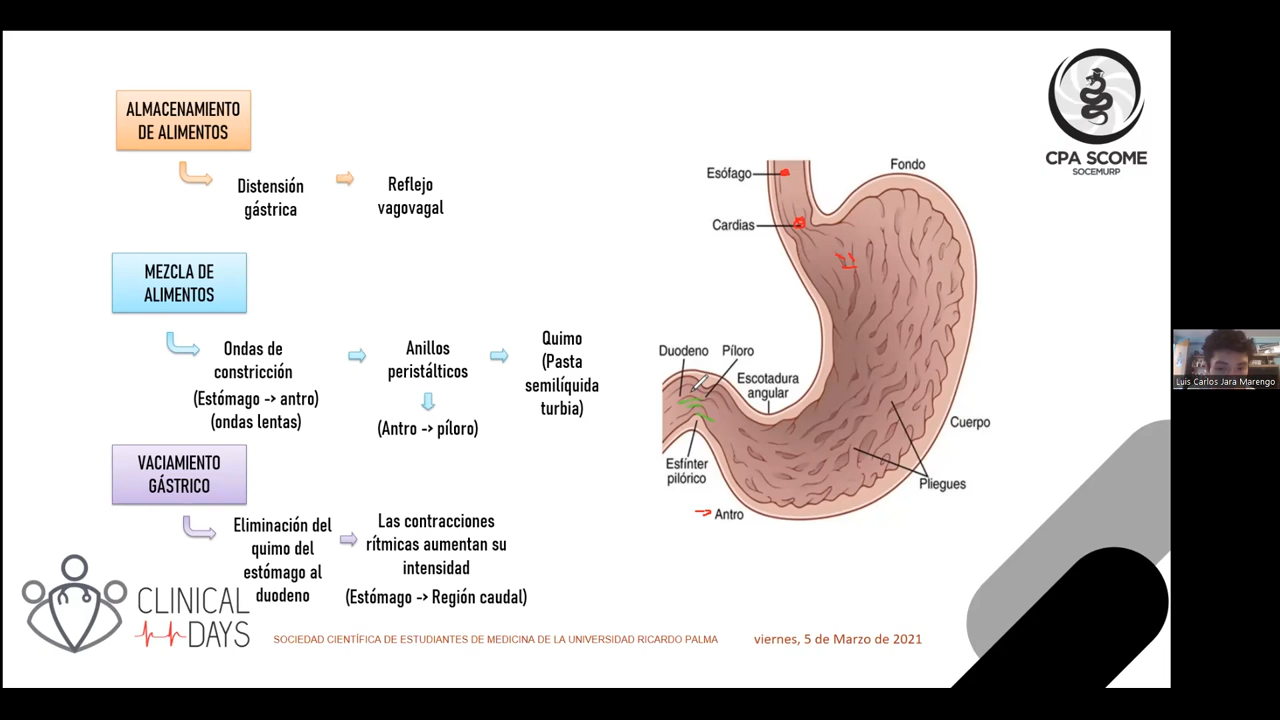 ALMACENAMIENTO
DE ALIMENTOS
Distensión
gástrica
Reflejo
vagovagal
MEZCLA DE
ALIMENTOS
Ondas de
constricción
(Estómago -> antro)
(ondas lentas)
Anillos
peristálticos
(Antro -> píloro)
Quimo
(Pasta
semilíquida
turbia)
VACIAMIENTO
GÁSTRICO
Eliminación del
quimo del
estómago al
duodeno
Las contracciones
rítmicas aumentan su
intensidad
(Estómago -> Región caudal)
CPA SCOME
SOCEMURP
Esófago
Fondo
Cardias
Duodeno
Píloro
Escotadura
angular
Cuerpo
Esfínter
pilórico
Pliegues
Antro
CLINICAL
DAYS
SOCIEDAD CIENTÍFICA DE ESTUDIANTES DE MEDICINA DE LA UNIVERSIDAD RICARDO PALMA
viernes, 5 de Marzo de 2021
Luis Carlos Jara Marengo